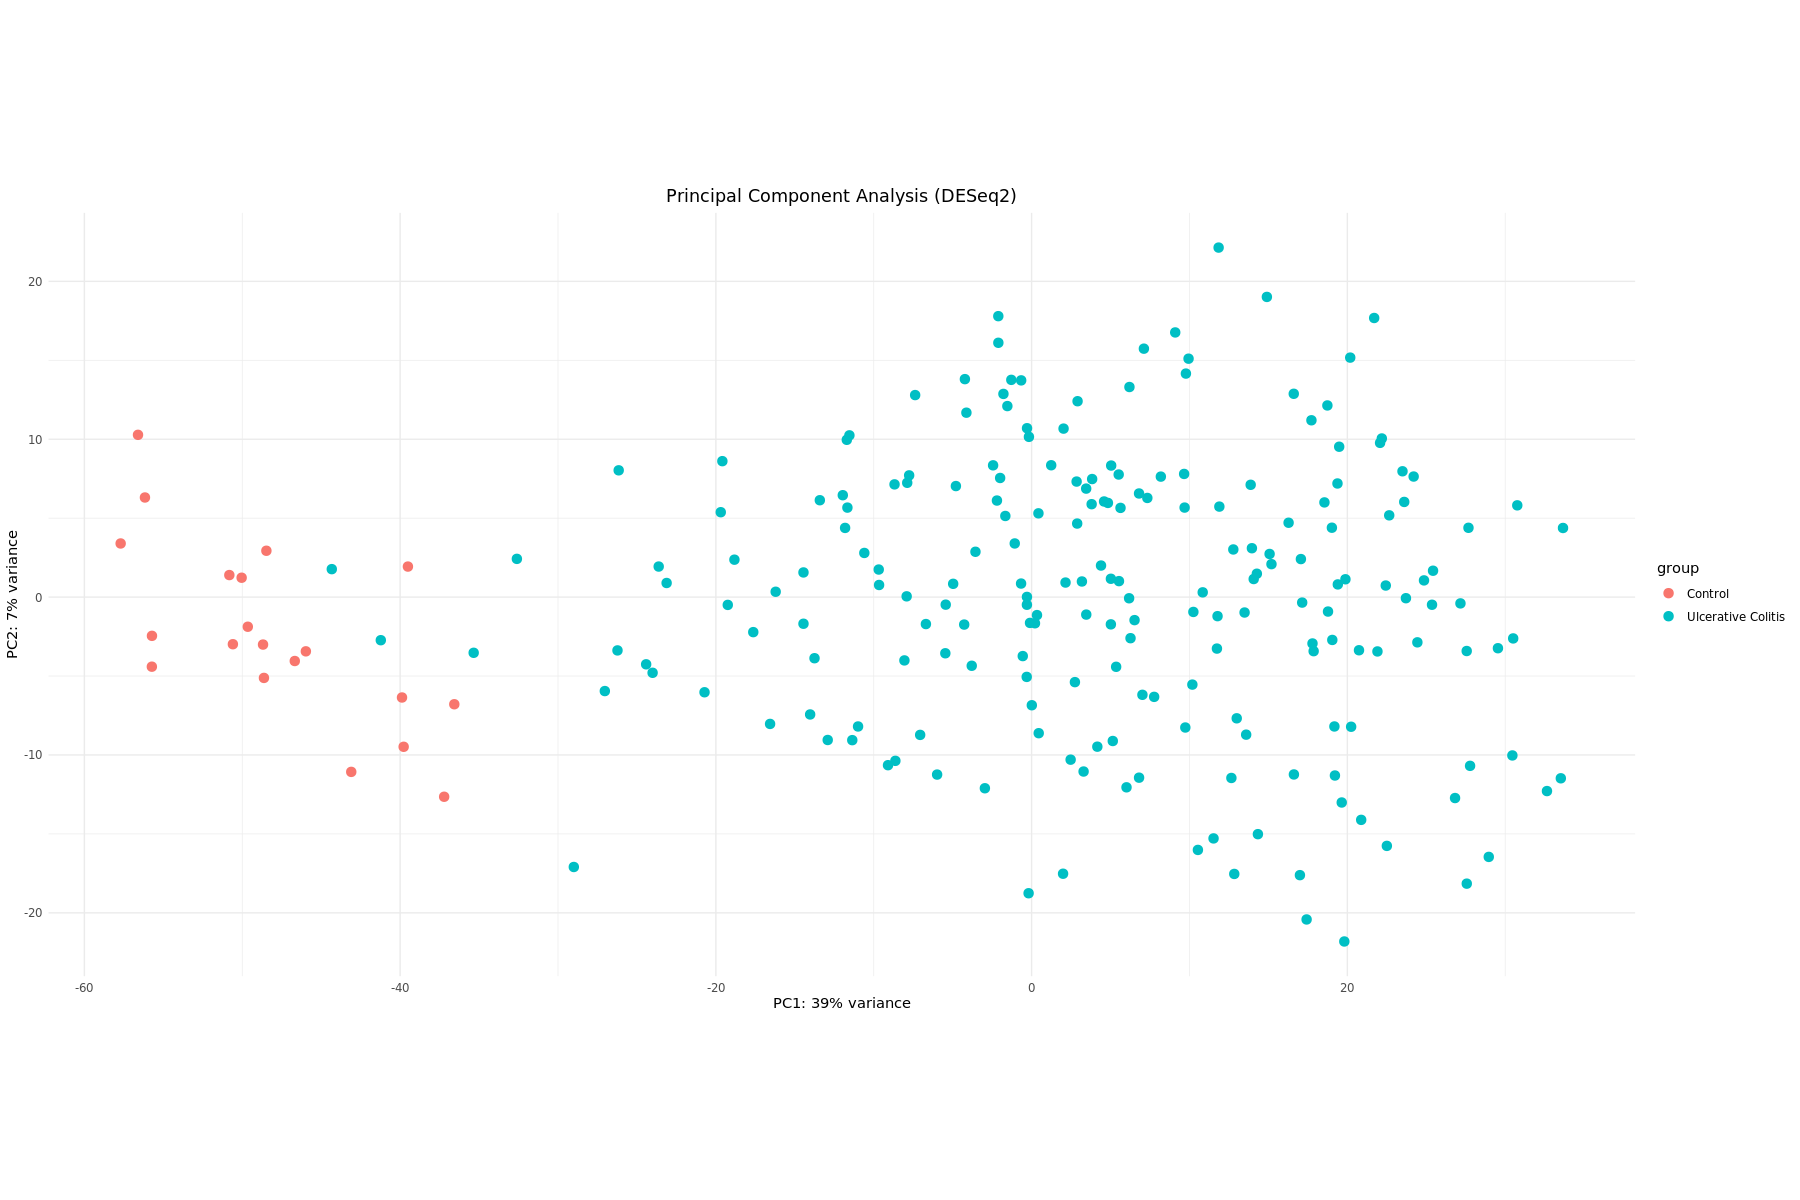 Principal Component Analysis (DESeq2)
20
10
0
-10
-20
PC2: 7% variance
-60
-40
-20
0
20
PC1: 39% variance
group
Control
Ulcerative Colitis